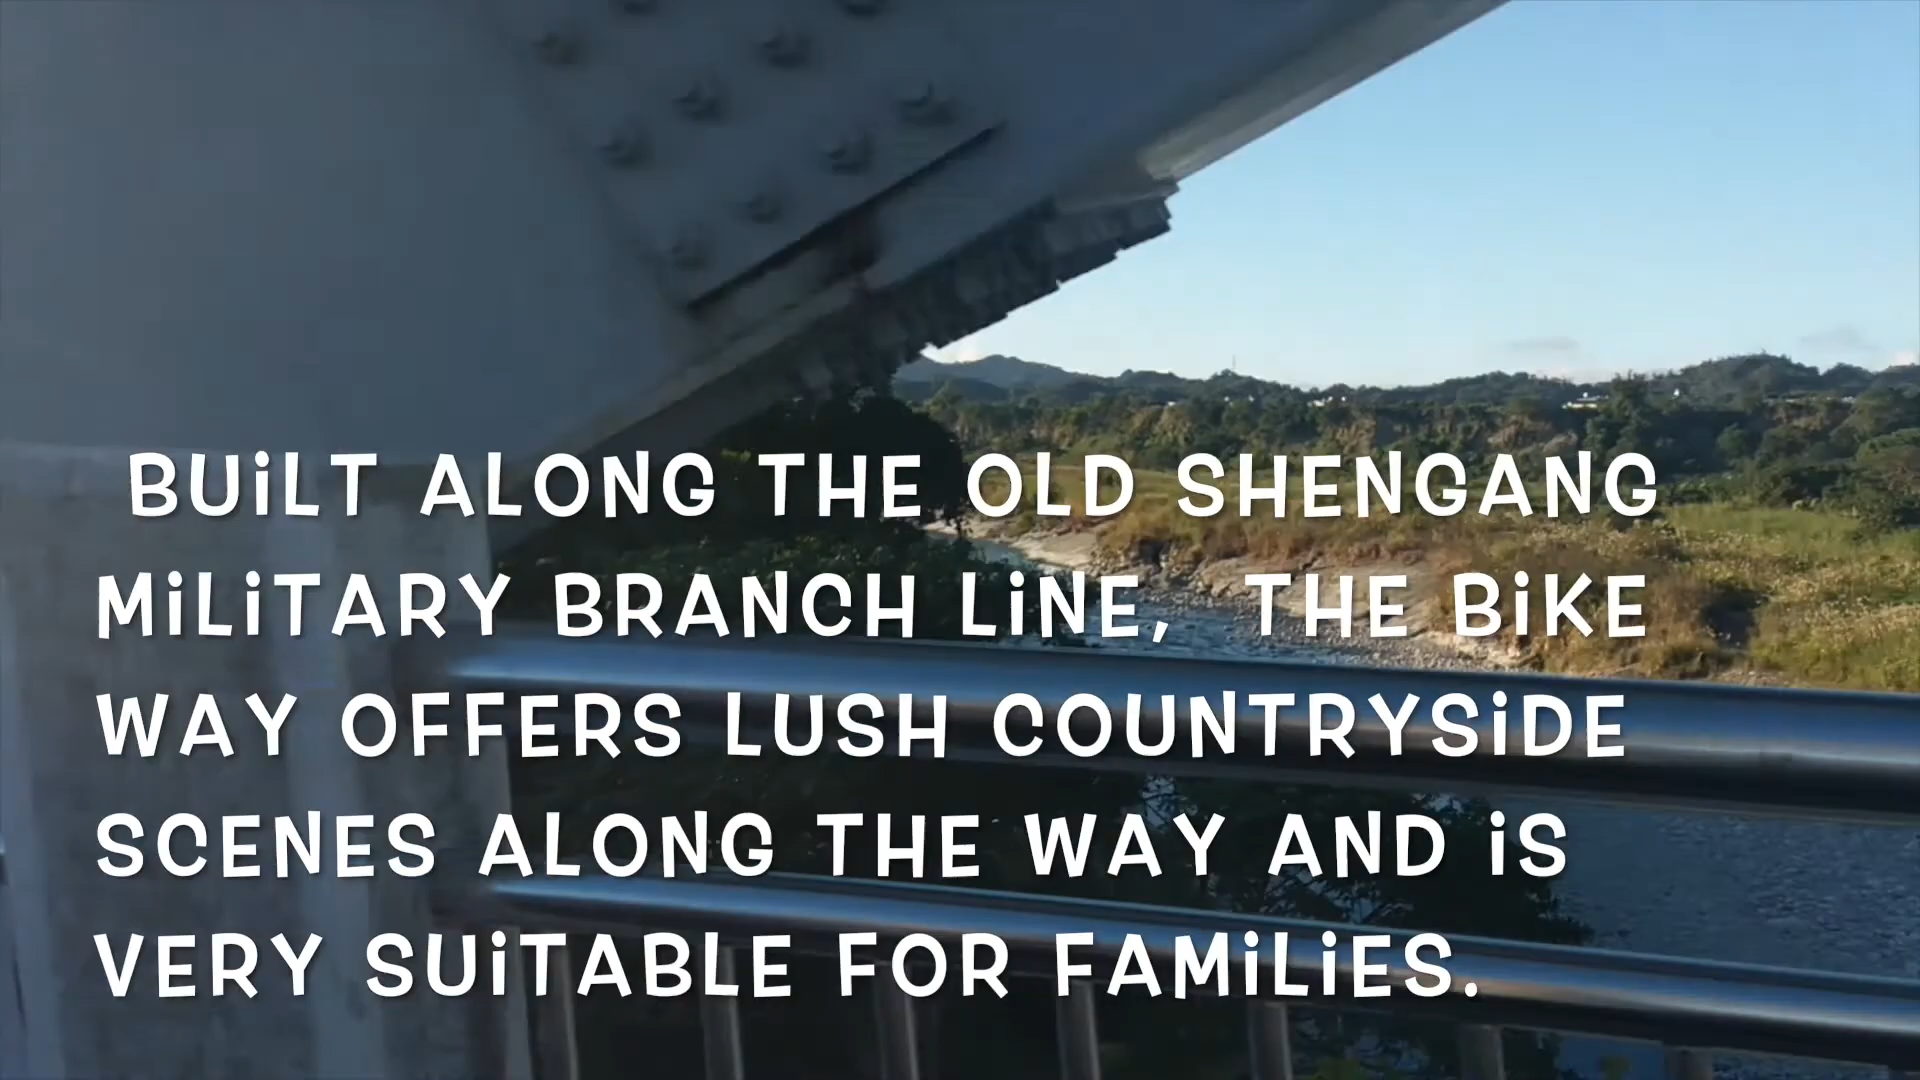 BUiLT ALONG THE OLD SHENGANG
MiLiTARY BRANCH LiNE, THE BiKE
WAY OFFERS LUSH COUNTRYSiDE
SCENES ALONG THE WAY AND iS
VERY SUiTABLE FOR FAMiLiES.